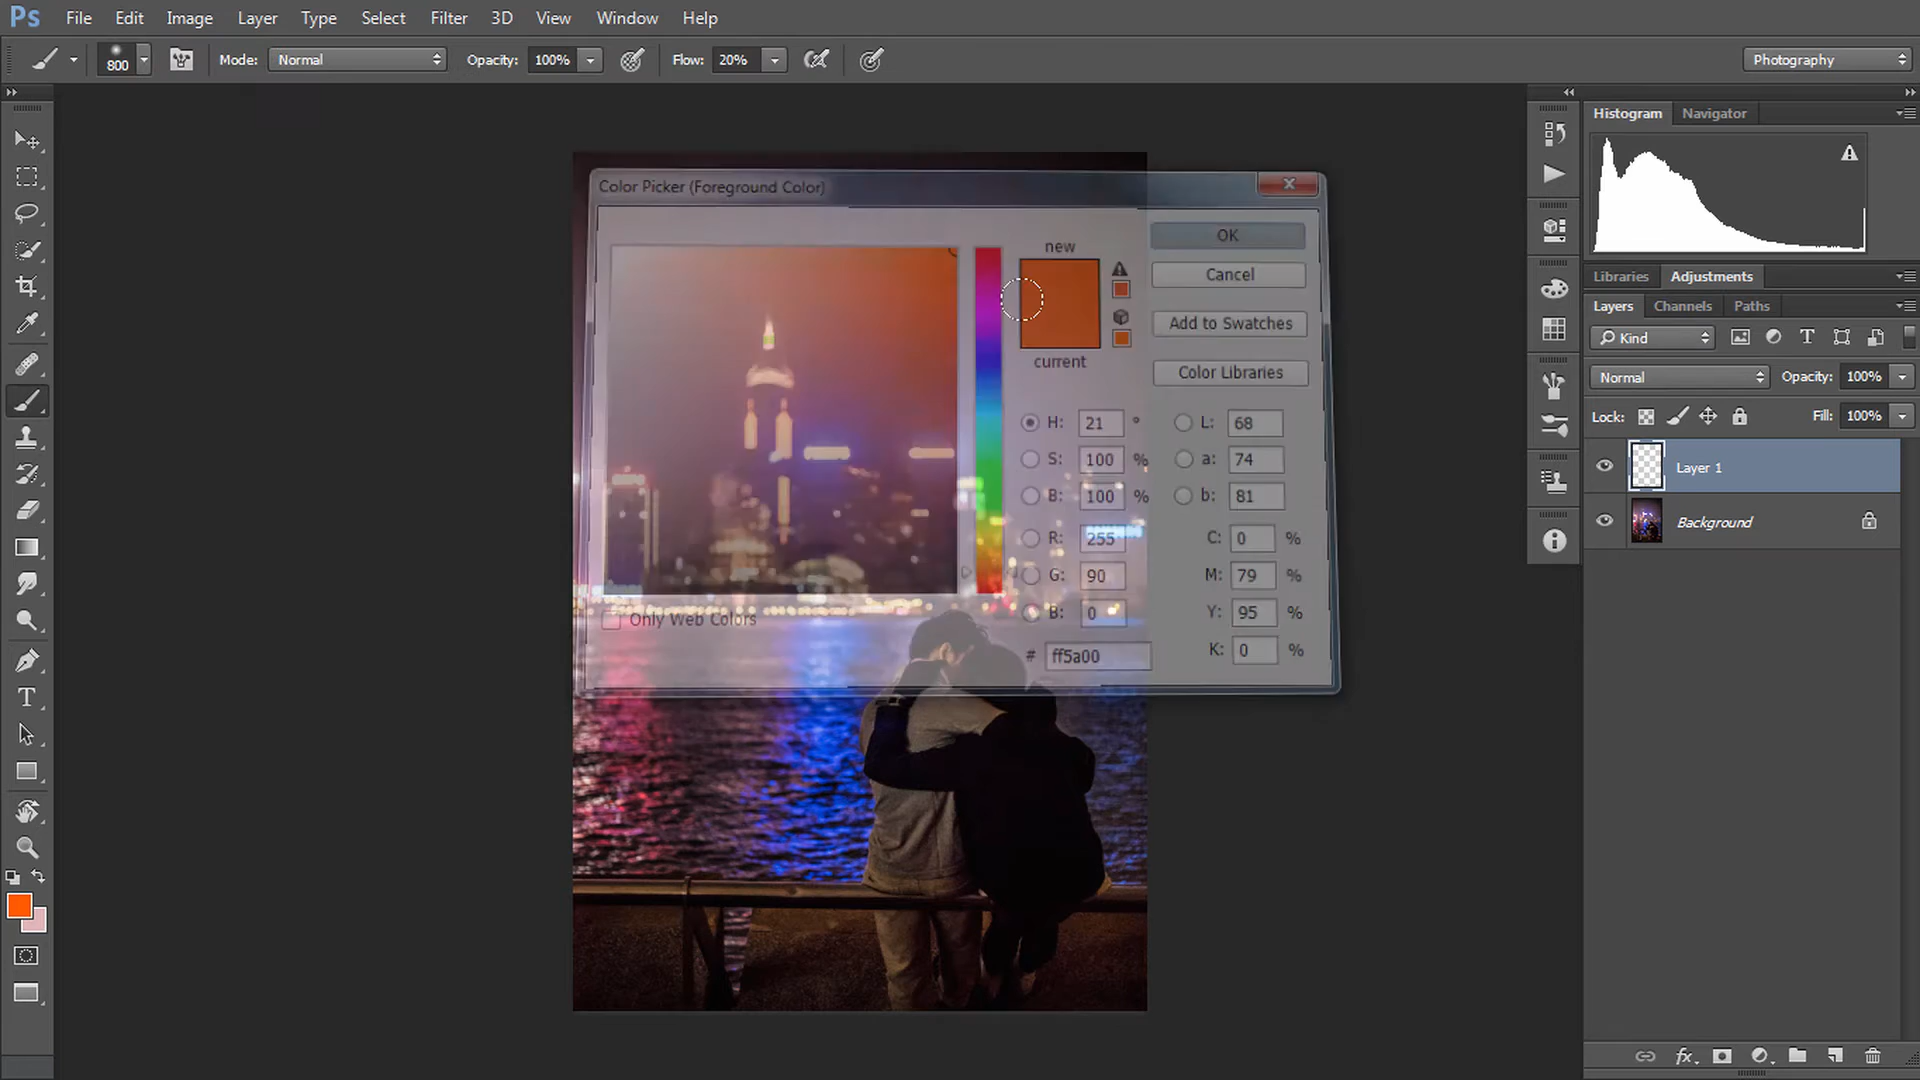 Ps File Edit Image Layer Type Select Filter 3D View Window Help
800 Mode: Normal Opacity: 100% Flow: 20% Photography
Histogram Navigator
Color Picker (Foreground Color)
new
OK
Cancel
Add to Swatches
current
Color Libraries
H: 21 ° L: 68
S: 100 % a: 74
B: 100 % b: 81
R: 255 C: 0 %
G: 90 M: 79 %
B: 0 Y: 95 %
Only Web Colors
# ff5a00 K: 0 %
Libraries Adjustments
Layers Channels Paths
Kind
Normal Opacity: 100%
Lock: Fill: 100%
Layer 1
Background
fx